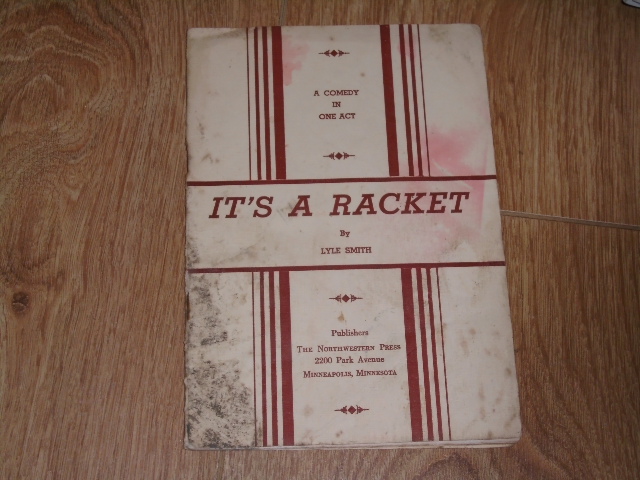 A COMEDY
IN
ONE ACT
IT'S A RACKET
By
LYLE SMITH
Publishers
THE NORTHWESTERN PRESS
2200 Park Avenue
MINNEAPOLIS, MINNESOTA